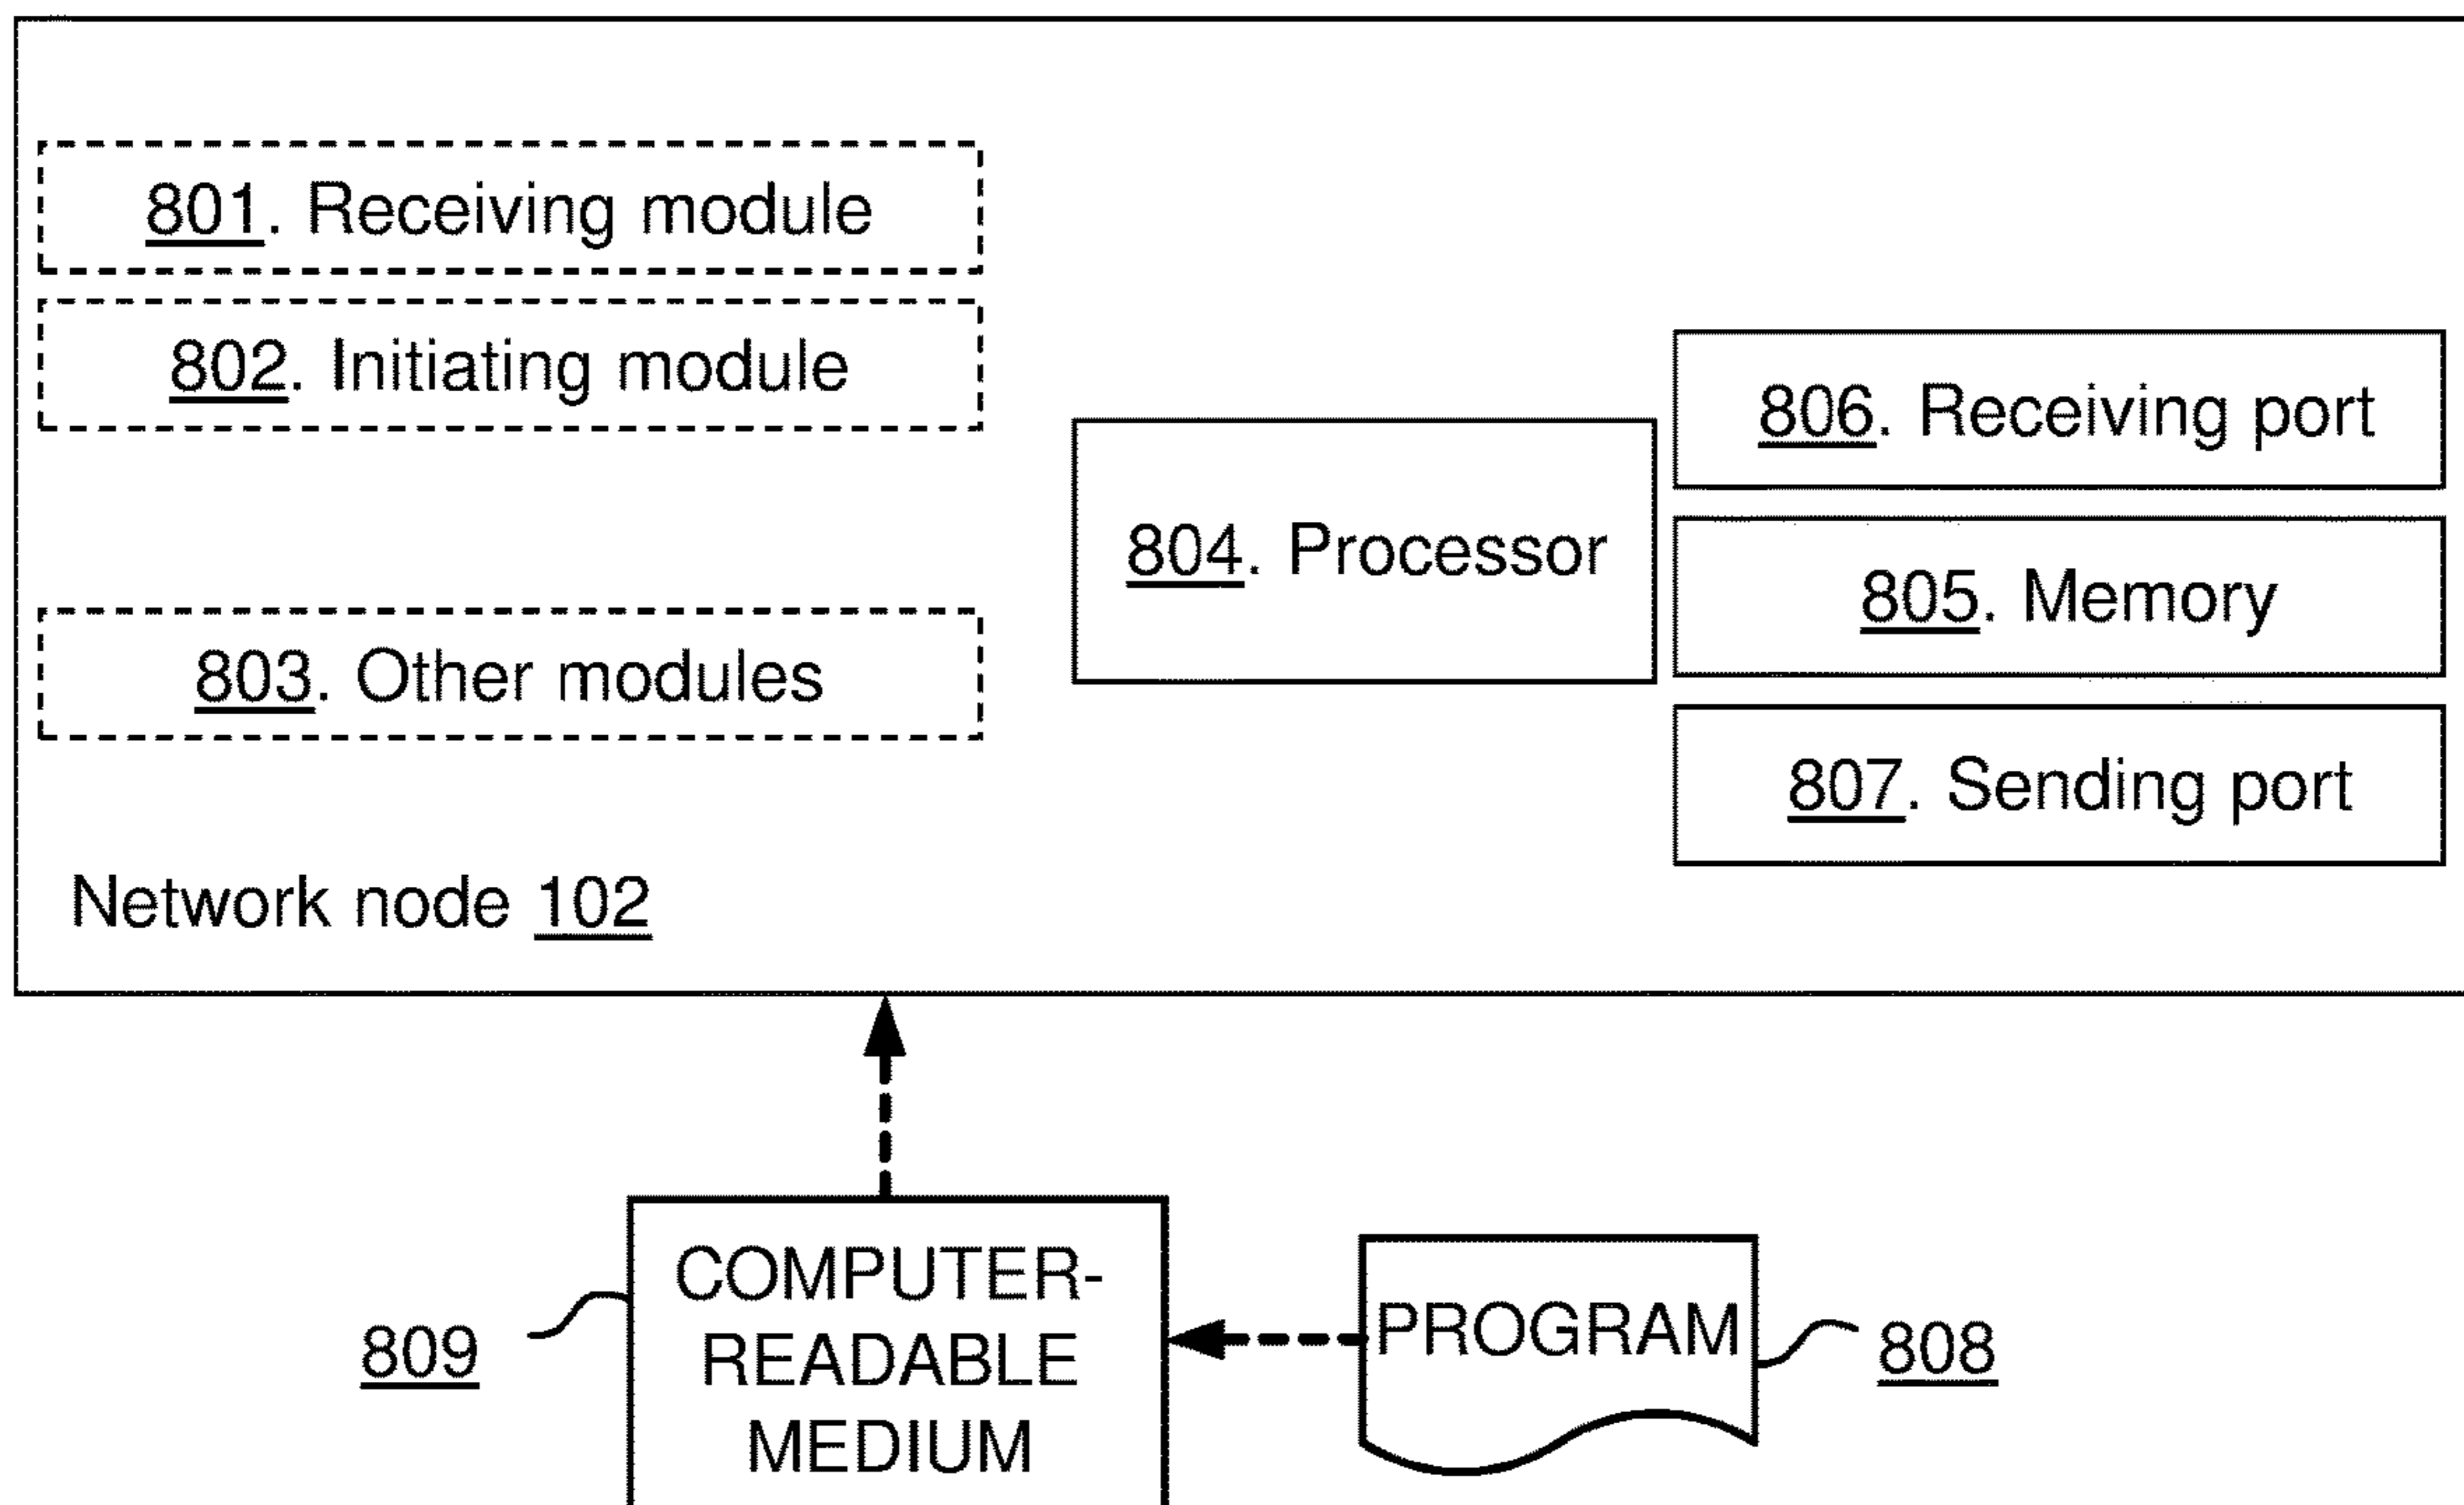 801. Receiving module
802. Initiating module
806. Receiving port
804. Processor
805. Memory
803. Other modules
807. Sending port
Network node 102
COMPUTER-
READABLE
MEDIUM
809
PROGRAM
808